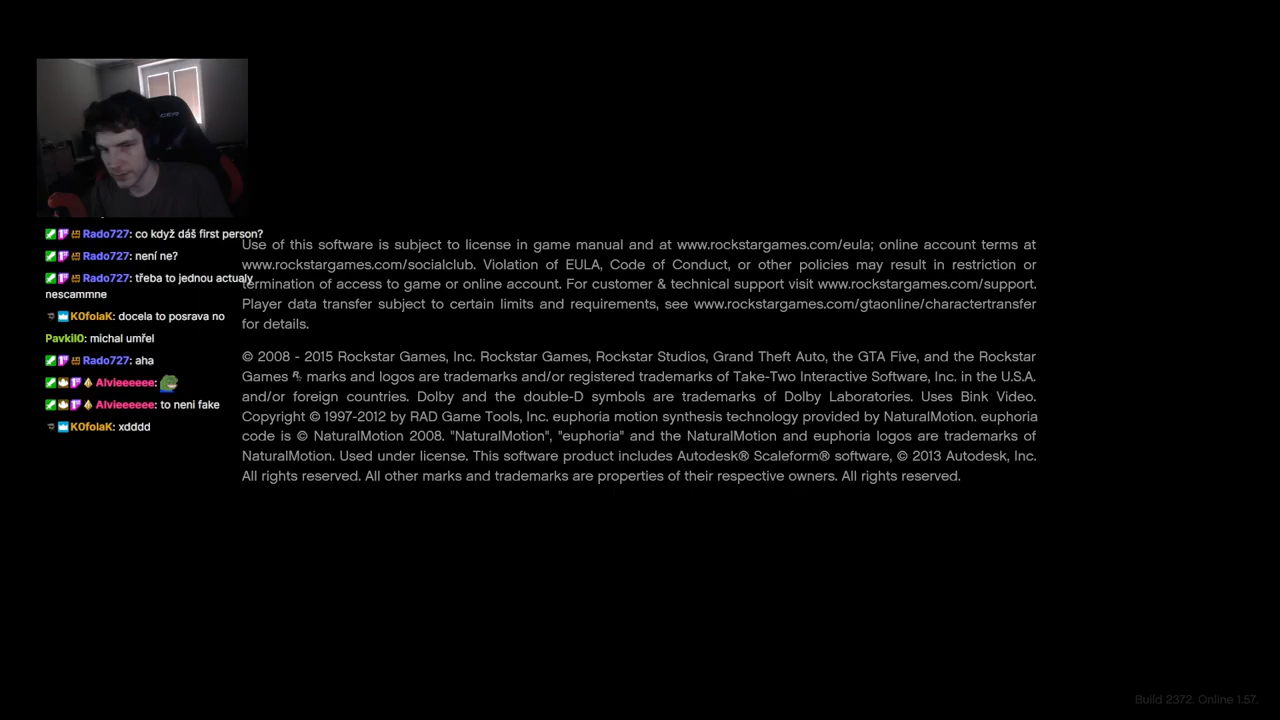 Rado727: co když dáš first person?
Rado727: není ne?
Rado727: třeba to jednou actualy
nescammne
K0folaK: docela to posrava no
Pavkil0: michal umřel
Rado727: aha
Alvieeeeee:
Alvieeeeee: to neni fake
K0folaK: xdddd
Use of this software is subject to license in game manual and at www.rockstargames.com/eula; online account terms at
www.rockstargames.com/socialclub. Violation of EULA, Code of Conduct, or other policies may result in restriction or
termination of access to game or online account. For customer & technical support visit www.rockstargames.com/support.
Player data transfer subject to certain limits and requirements, see www.rockstargames.com/gtaonline/charactertransfer
for details.
© 2008 - 2015 Rockstar Games, Inc. Rockstar Games, Rockstar Studios, Grand Theft Auto, the GTA Five, and the Rockstar
Games R* marks and logos are trademarks and/or registered trademarks of Take-Two Interactive Software, Inc. in the U.S.A.
and/or foreign countries. Dolby and the double-D symbols are trademarks of Dolby Laboratories. Uses Bink Video.
Copyright © 1997-2012 by RAD Game Tools, Inc. euphoria motion synthesis technology provided by NaturalMotion. euphoria
code is © NaturalMotion 2008. "NaturalMotion", "euphoria" and the NaturalMotion and euphoria logos are trademarks of
NaturalMotion. Used under license. This software product includes Autodesk® Scaleform® software, © 2013 Autodesk, Inc.
All rights reserved. All other marks and trademarks are properties of their respective owners. All rights reserved.
Build 2372. Online 1.57.